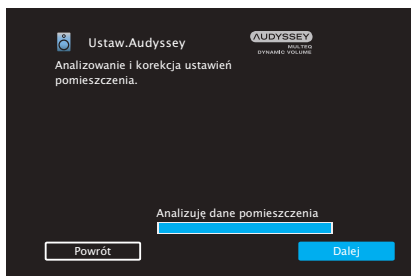 Ustaw.Audyssey
AUDYSSEY
MULTEQ
DYNAMIC VOLUME
Analizowanie i korekcja ustawień
pomieszczenia.
Analizuję dane pomieszczenia
Powrót
Dalej